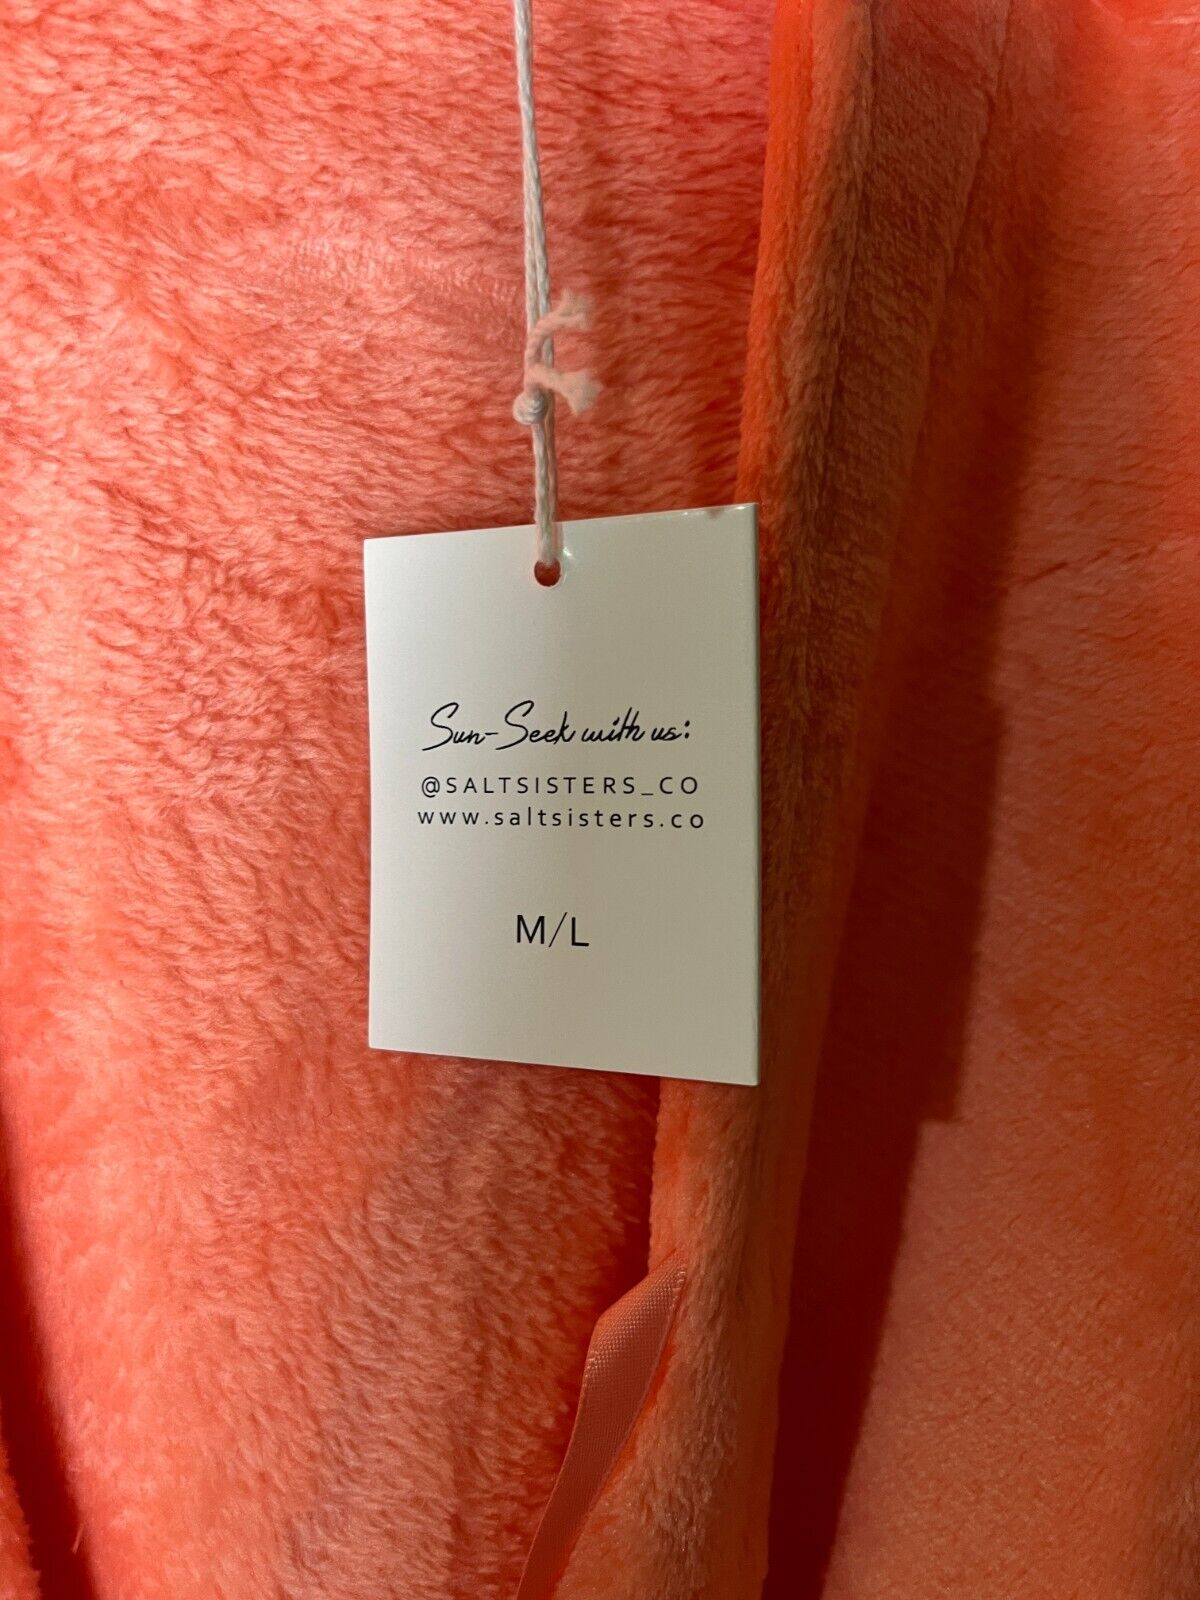 Sun-Seek with us:
@SALTSISTERS_CO
www.saltsisters.co
M/L